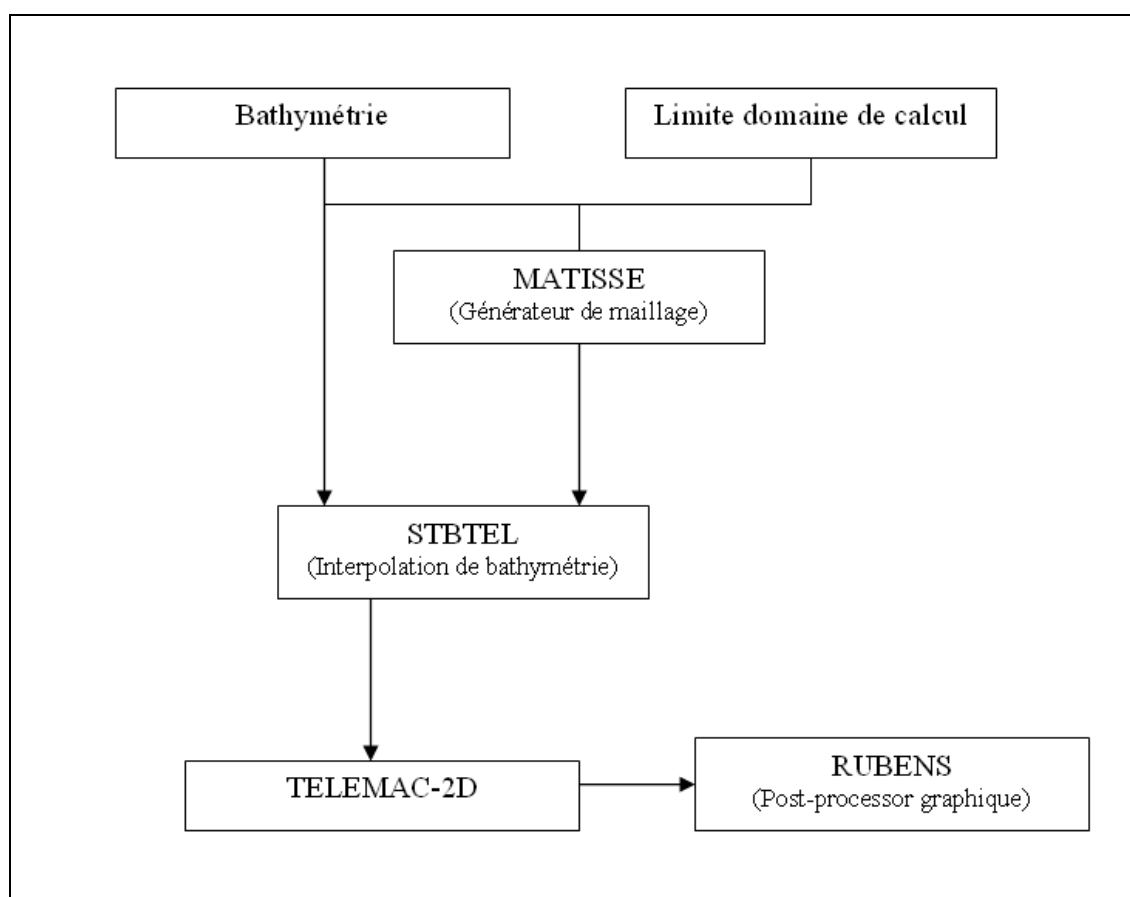 Bathymétrie
Limite domaine de calcul
MATISSE
(Générateur de maillage)
STBTEL
(Interpolation de bathymétrie)
TELEMAC-2D
RUBENS
(Post-processor graphique)